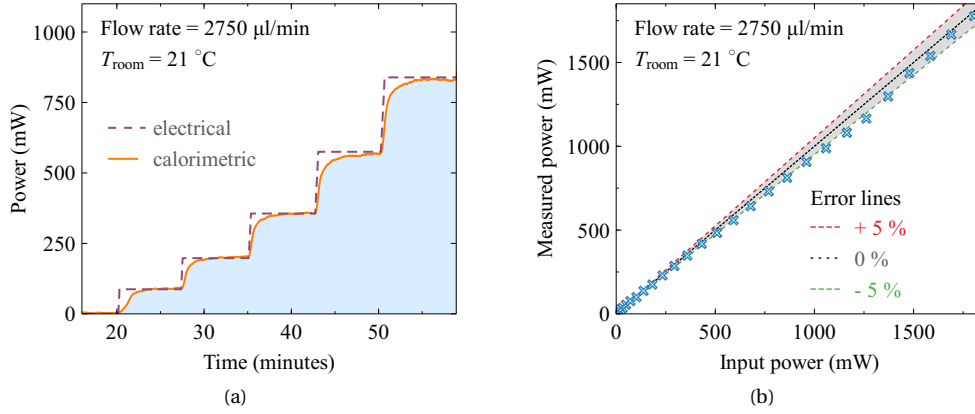 Flow rate = 2750 μl/min
T_room = 21 °C
electrical
calorimetric
Power (mW)
1000
750
500
250
0
20
30
40
50
Time (minutes)
(a)
Flow rate = 2750 μl/min
T_room = 21 °C
Measured power (mW)
1500
1000
500
0
Error lines
+ 5 %
0 %
- 5 %
0
500
1000
1500
Input power (mW)
(b)